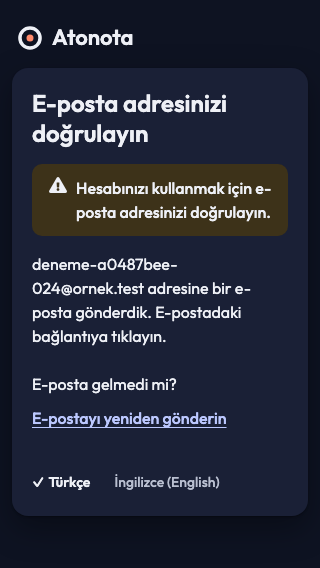 Atonota
E-posta adresinizi
doğrulayın
Hesabınızı kullanmak için e-
posta adresinizi doğrulayın.
deneme-a0487bee-
024@ornek.test adresine bir e-
posta gönderdik. E-postadaki
bağlantıya tıklayın.
E-posta gelmedi mi?
E-postayı yeniden gönderin
Türkçe İngilizce (English)